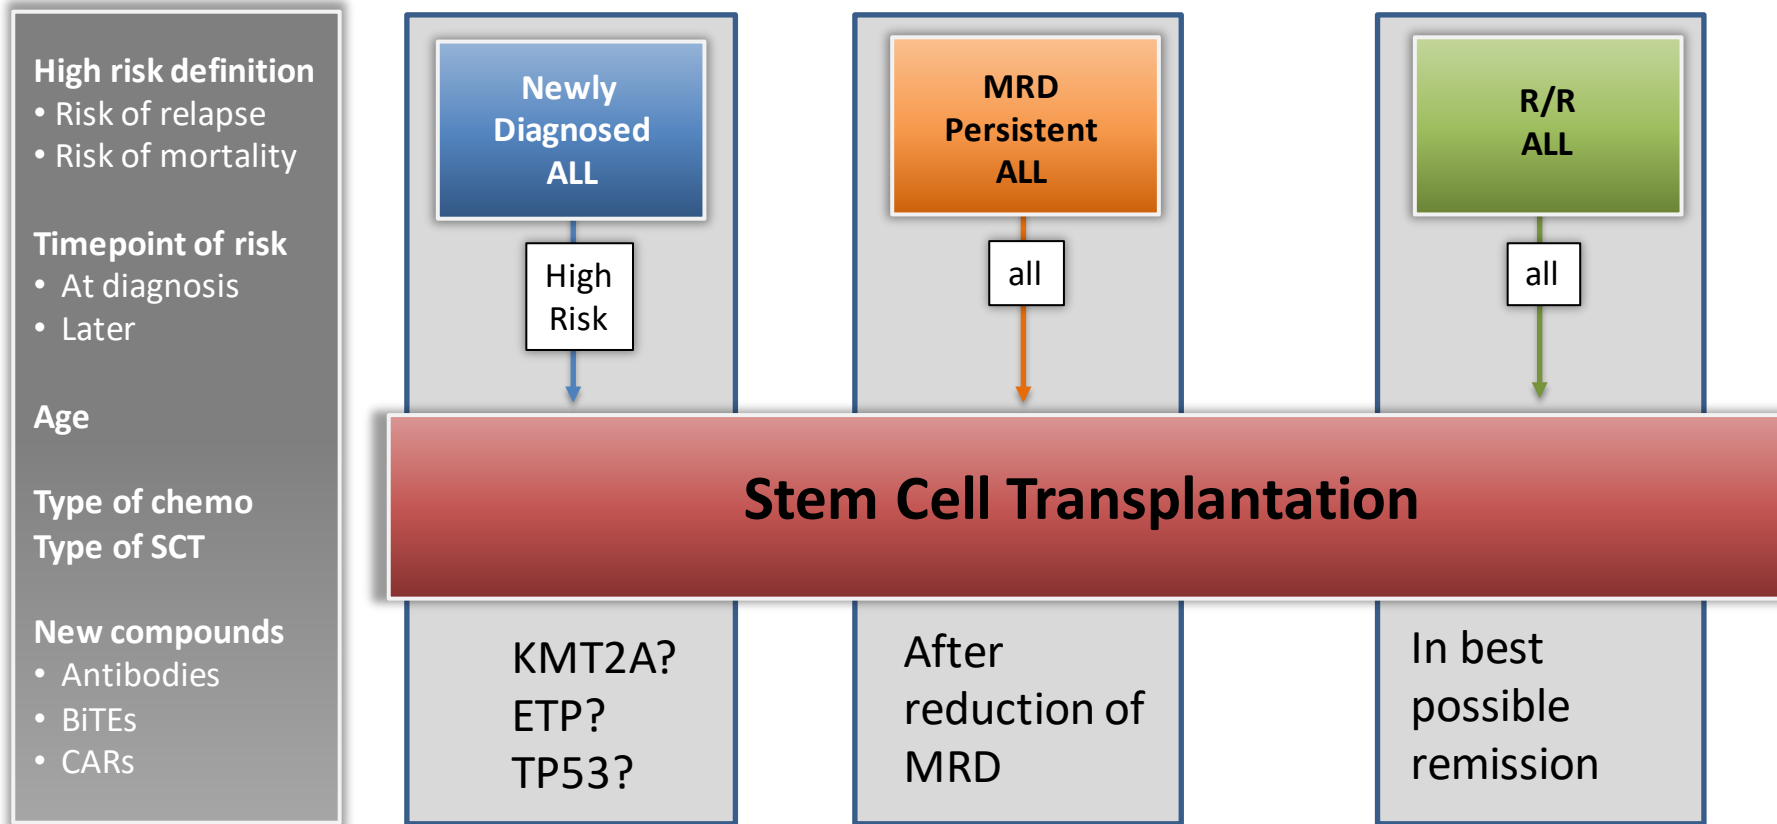 High risk definition
• Risk of relapse
• Risk of mortality
Timepoint of risk
• At diagnosis
• Later
Age
Type of chemo
Type of SCT
New compounds
• Antibodies
• BiTEs
• CARs
Newly
Diagnosed
ALL
High
Risk
MRD
Persistent
ALL
all
R/R
ALL
all
Stem Cell Transplantation
KMT2A?
ETP?
TP53?
After
reduction of
MRD
In best
possible
remission